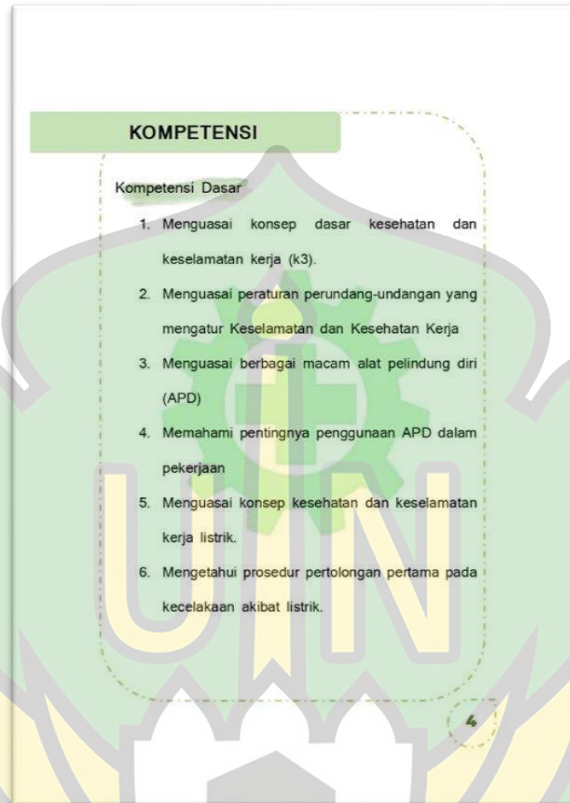 KOMPETENSI
Kompetensi Dasar
1. Menguasai konsep dasar kesehatan dan
keselamatan kerja (k3).
2. Menguasai peraturan perundang-undangan yang
mengatur Keselamatan dan Kesehatan Kerja
3. Menguasai berbagai macam alat pelindung diri
(APD)
4. Memahami pentingnya penggunaan APD dalam
pekerjaan
5. Menguasai konsep kesehatan dan keselamatan
kerja listrik.
6. Mengetahui prosedur pertolongan pertama pada
kecelakaan akibat listrik.
UIN
4